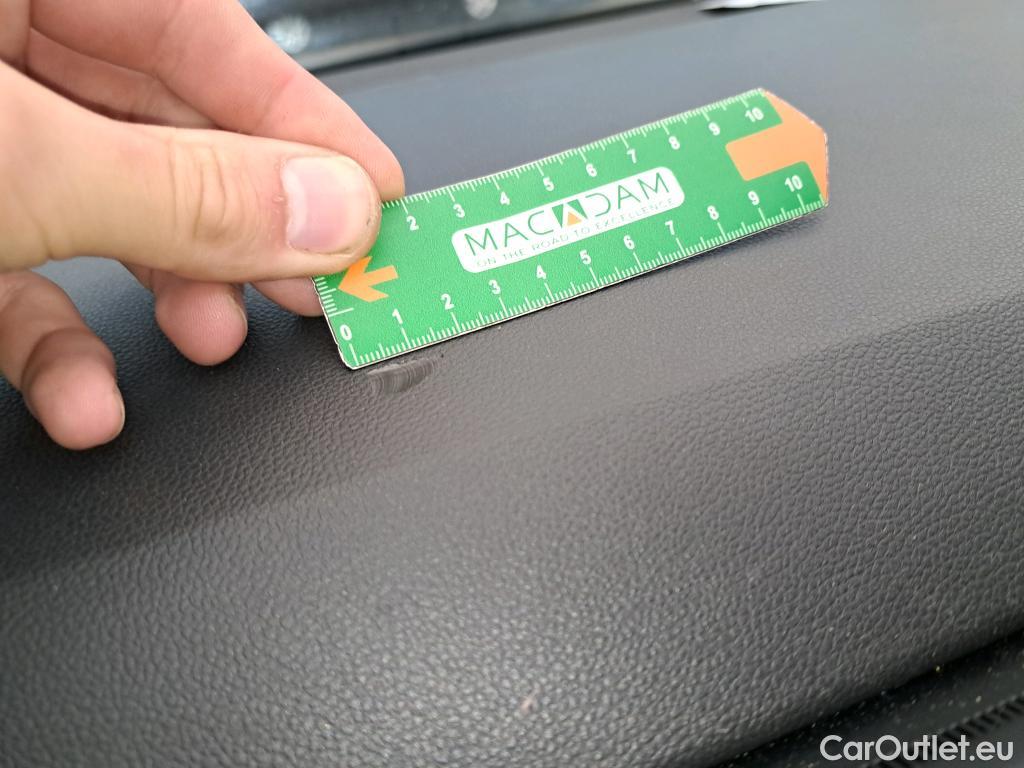 2 3 4 5 6 7 8 9 10
MACADAM
ON THE ROAD TO EXCELLENCE
0 1 2 3 4 5 6 7 8 9 10
CarOutlet.eu